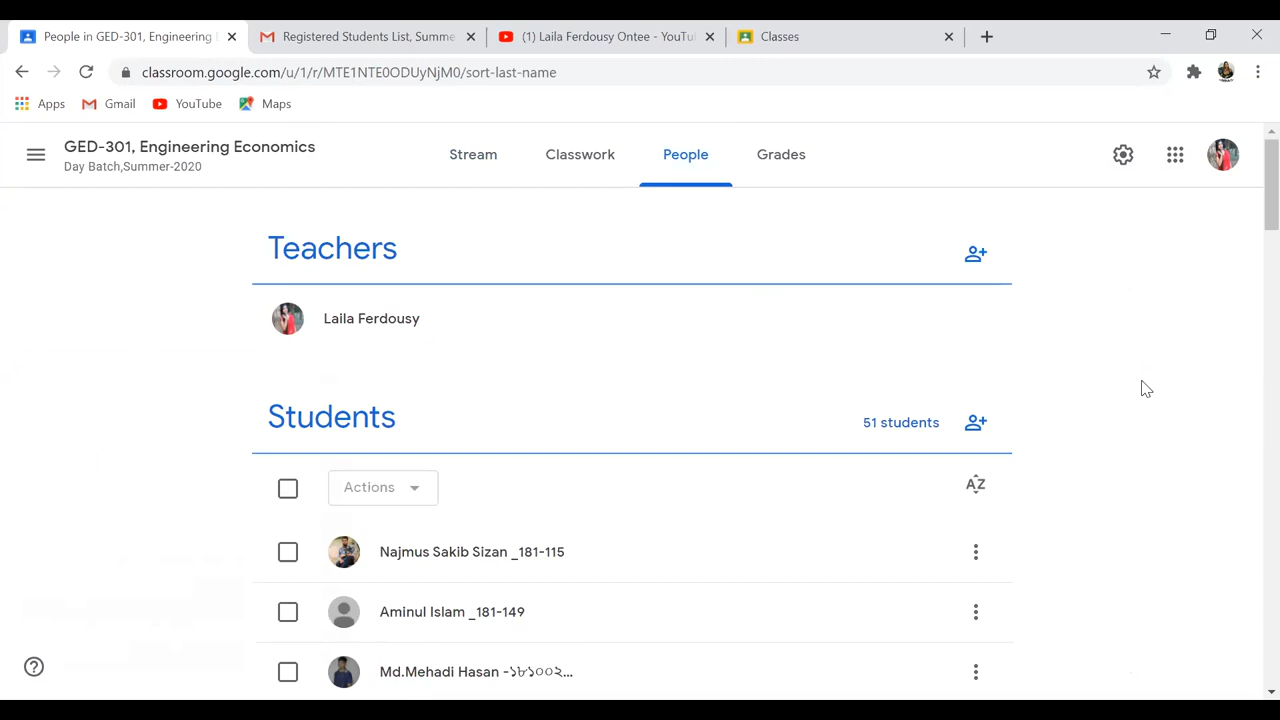 People in GED-301, Engineering
Registered Students List, Summe
(1) Laila Ferdousy Ontee - YouTu
Classes
classroom.google.com/u/1/r/MTE1NTE0ODUyNjM0/sort-last-name
Apps Gmail YouTube Maps
GED-301, Engineering Economics
Day Batch,Summer-2020
Stream Classwork People Grades
Teachers
Laila Ferdousy
Students 51 students
Actions AZ
Najmus Sakib Sizan _181-115
Aminul Islam _181-149
Md.Mehadi Hasan -১৮১০০২...